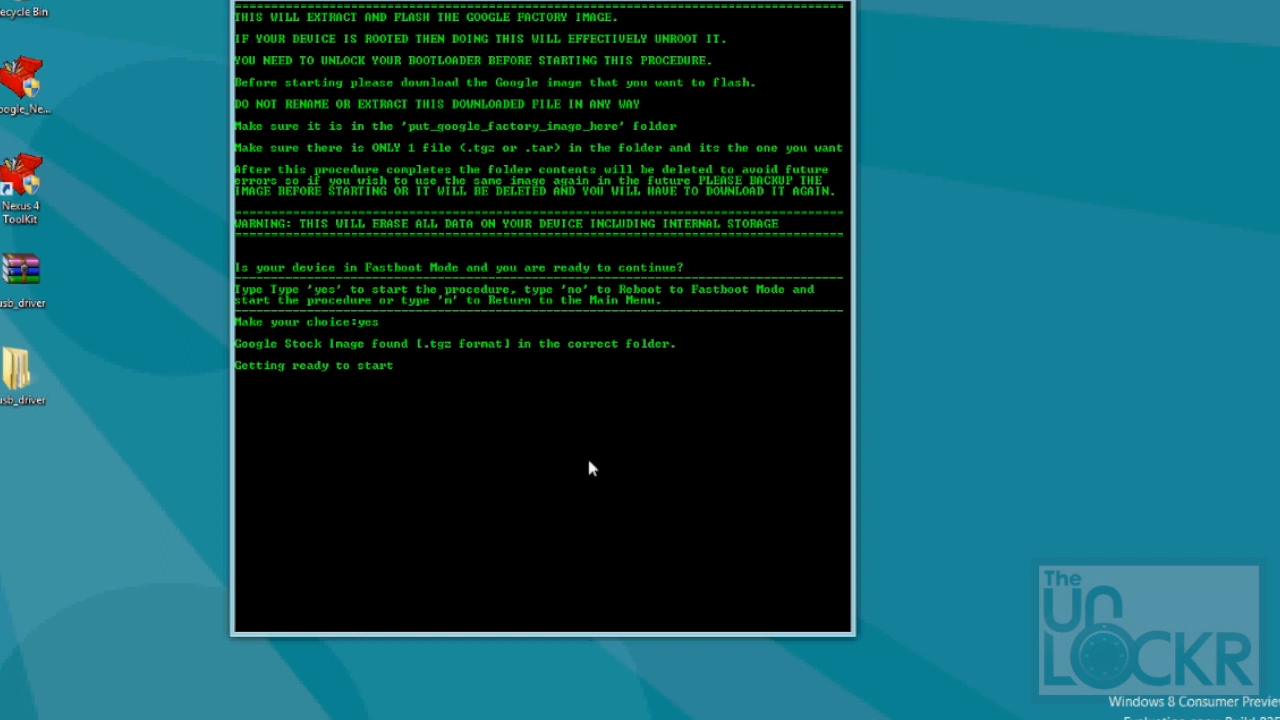 ecycle Bin
THIS WILL EXTRACT AND FLASH THE GOOGLE FACTORY IMAGE.
IF YOUR DEVICE IS ROOTED THEN DOING THIS WILL EFFECTIVELY UNROOT IT.
YOU NEED TO UNLOCK YOUR BOOTLOADER BEFORE STARTING THIS PROCEDURE.
Before starting please download the Google image that you want to flash.
DO NOT RENAME OR EXTRACT THIS DOWNLOADED FILE IN ANY WAY
Make sure it is in the 'put_google_factory_image_here' folder
Make sure there is ONLY 1 file (.tgz or .tar) in the folder and its the one you want
After this procedure completes the folder contents will be deleted to avoid future
errors so if you wish to use the same image again in the future PLEASE BACKUP THE
IMAGE BEFORE STARTING OR IT WILL BE DELETED AND YOU WILL HAVE TO DOWNLOAD IT AGAIN.
WARNING: THIS WILL ERASE ALL DATA ON YOUR DEVICE INCLUDING INTERNAL STORAGE
Is your device in Fastboot Mode and you are ready to continue?
Type Type 'yes' to start the procedure, type 'no' to Reboot to Fastboot Mode and
start the procedure or type 'm' to Return to the Main Menu.
Make your choice:yes
Google Stock Image found [.tgz format] in the correct folder.
Getting ready to start
oogle_Ne...
Nexus 4
ToolKit
usb_driver
usb_driver
The
UN
LOCKR
Windows 8 Consumer Previe